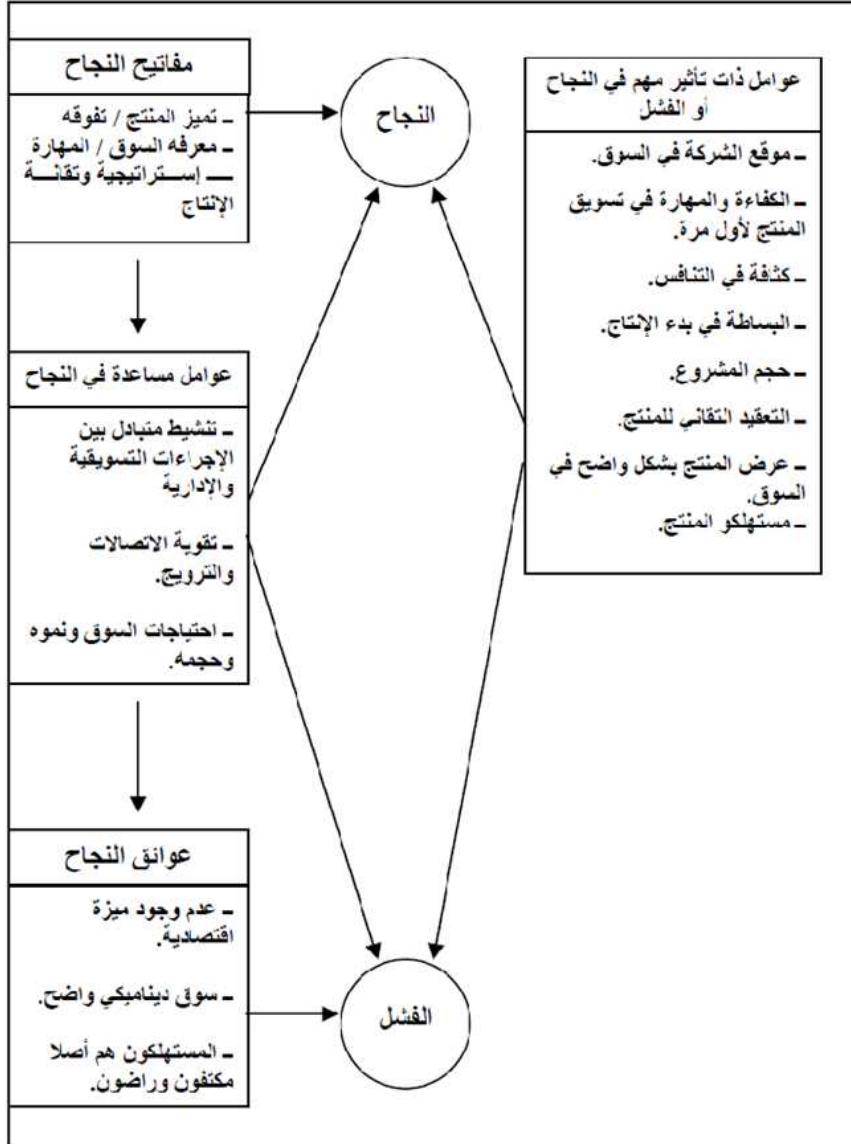 عوامل ذات تأثير مهم في النجاح
أو الفشل
– موقع الشركة في السوق.
– الكفاءة والمهارة في تسويق
المنتج لأول مرة.
– كثافة في التنافس.
– البساطة في بدء الإنتاج.
– حجم المشروع.
– التعقيد التقاني للمنتج.
– عرض المنتج بشكل واضح في
السوق.
– مستهلكو المنتج.
النجاح
مفاتيح النجاح
– تميز المنتج / تفوقه
– معرفه السوق / المهارة
– إستراتيجية وتقانة
الإنتاج
عوامل مساعدة في النجاح
– تنشيط متبادل بين
الإجراءات التسويقية
والإدارية
– تقوية الاتصالات
والترويج.
– احتياجات السوق ونموه
وحجمه.
عوائق النجاح
– عدم وجود ميزة
اقتصادية.
– سوق ديناميكي واضح.
– المستهلكون هم أصلا
مكتفون وراضون.
الفشل